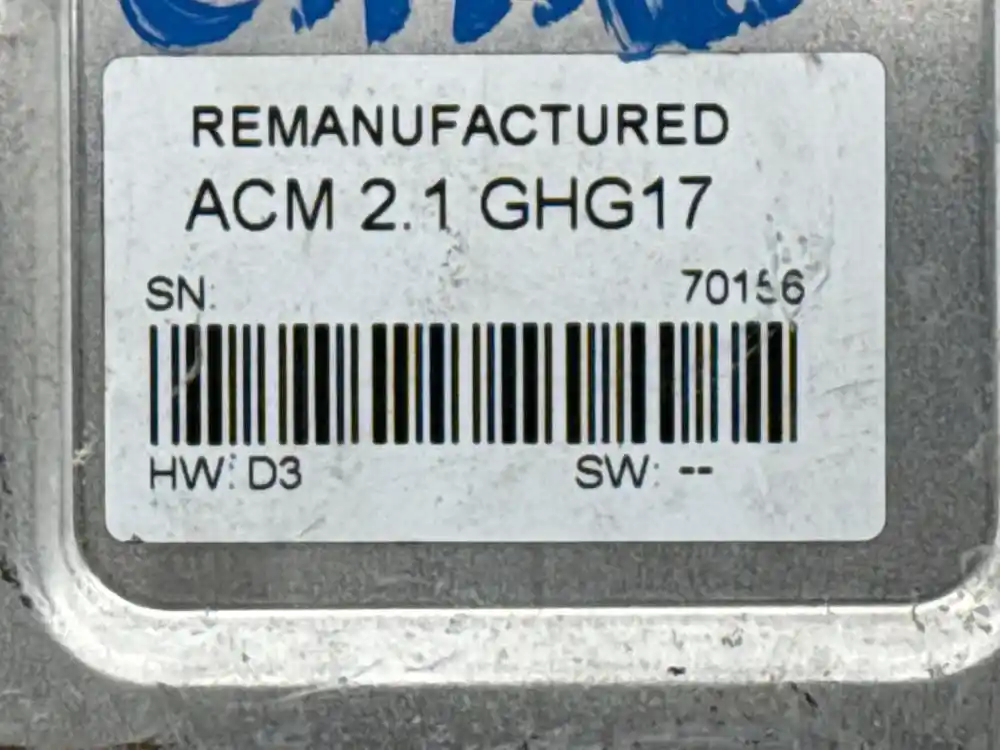 REMANUFACTURED
ACM 2.1 GHG17
SN: 70156
HW: D3 SW: --